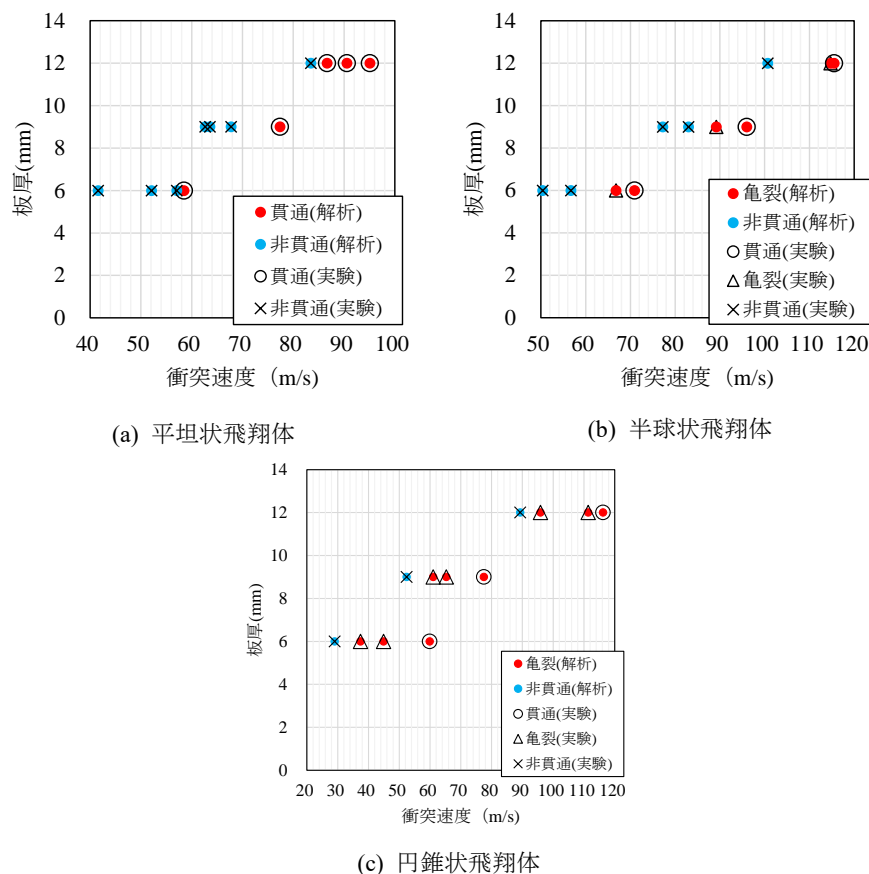 14
12
10
8
6
4
2
0
板厚(mm)
貫通(解析)
非貫通(解析)
貫通(実験)
非貫通(実験)
40 50 60 70 80 90 100
衝突速度 (m/s)
(a) 平坦状飛翔体
14
12
10
8
6
4
2
0
板厚(mm)
亀裂(解析)
非貫通(解析)
貫通(実験)
亀裂(実験)
非貫通(実験)
50 60 70 80 90 100 110 120
衝突速度 (m/s)
(b) 半球状飛翔体
14
12
10
8
6
4
2
0
板厚(mm)
亀裂(解析)
非貫通(解析)
貫通(実験)
亀裂(実験)
非貫通(実験)
20 30 40 50 60 70 80 90 100 110 120
衝突速度 (m/s)
(c) 円錐状飛翔体